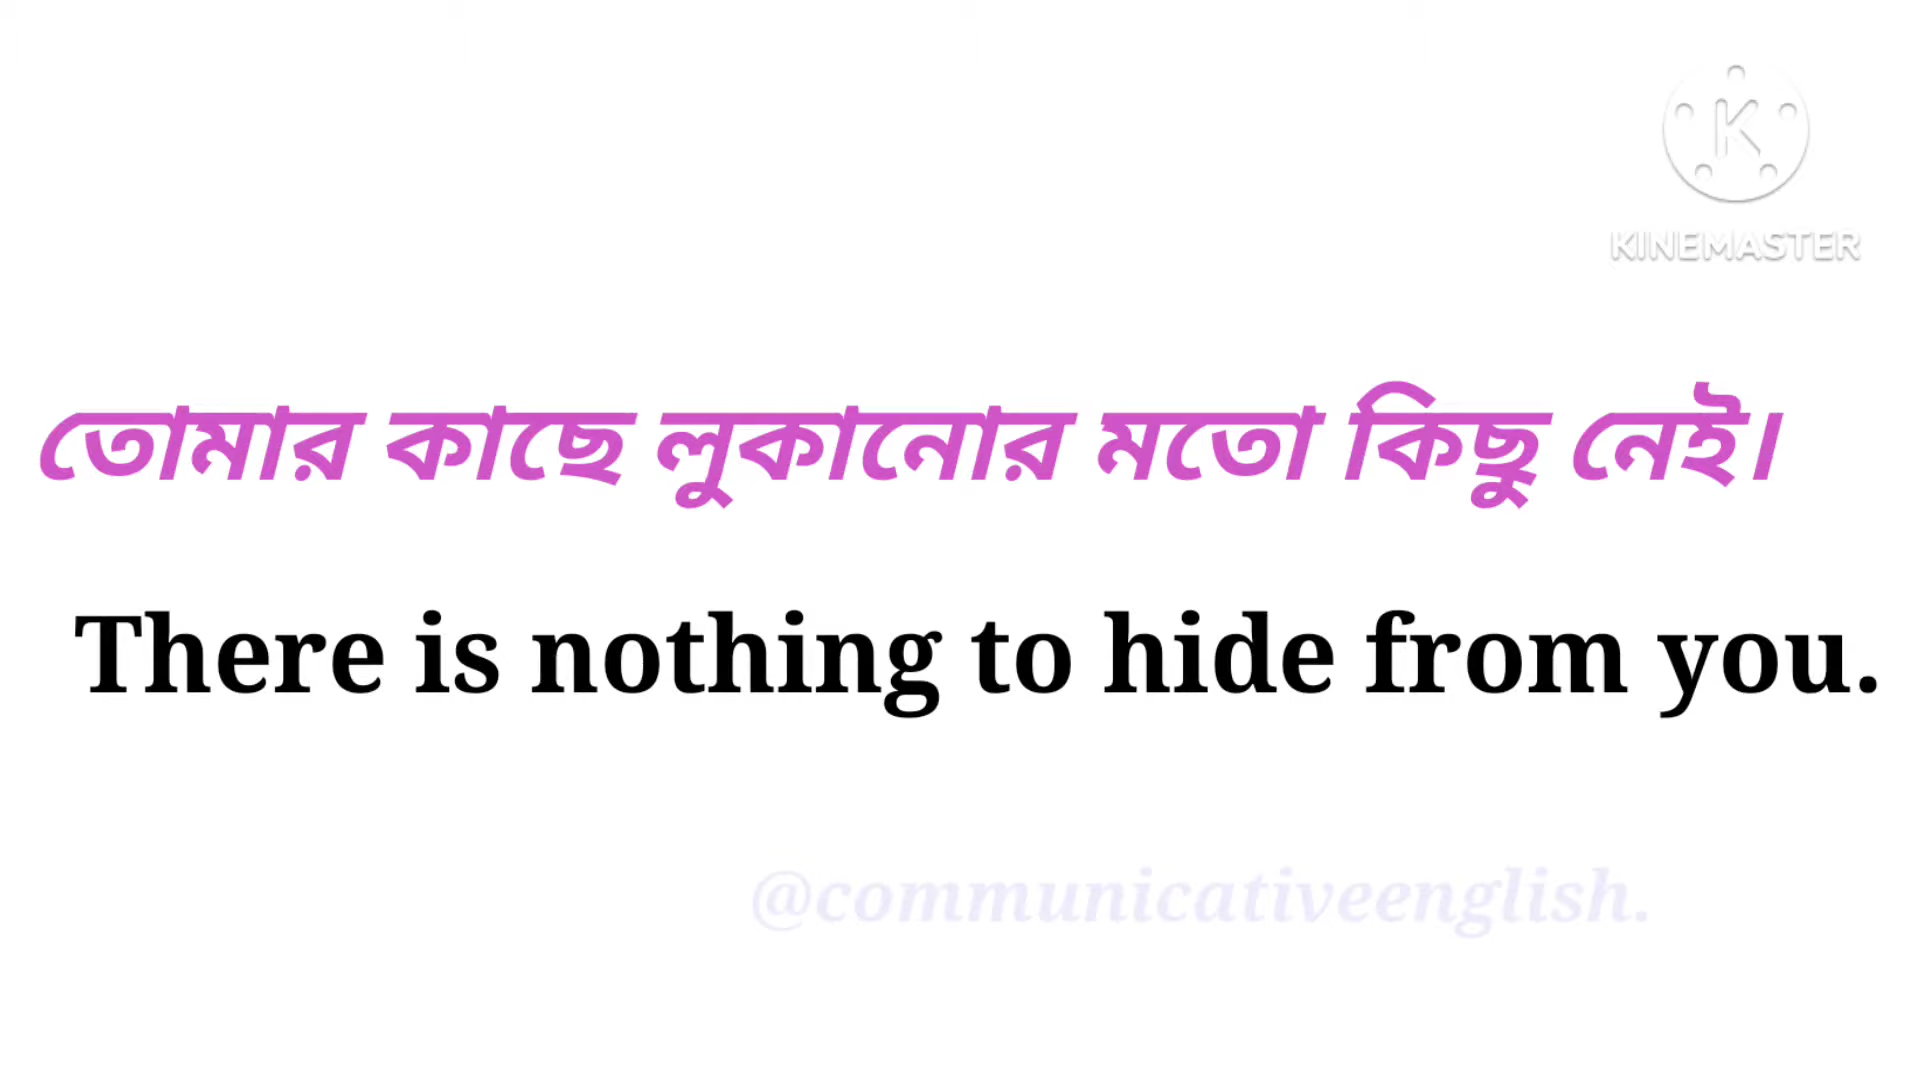 KINEMASTER
তোমার কাছে লুকানোর মতো কিছু নেই।
There is nothing to hide from you.
@communicativeenglish.